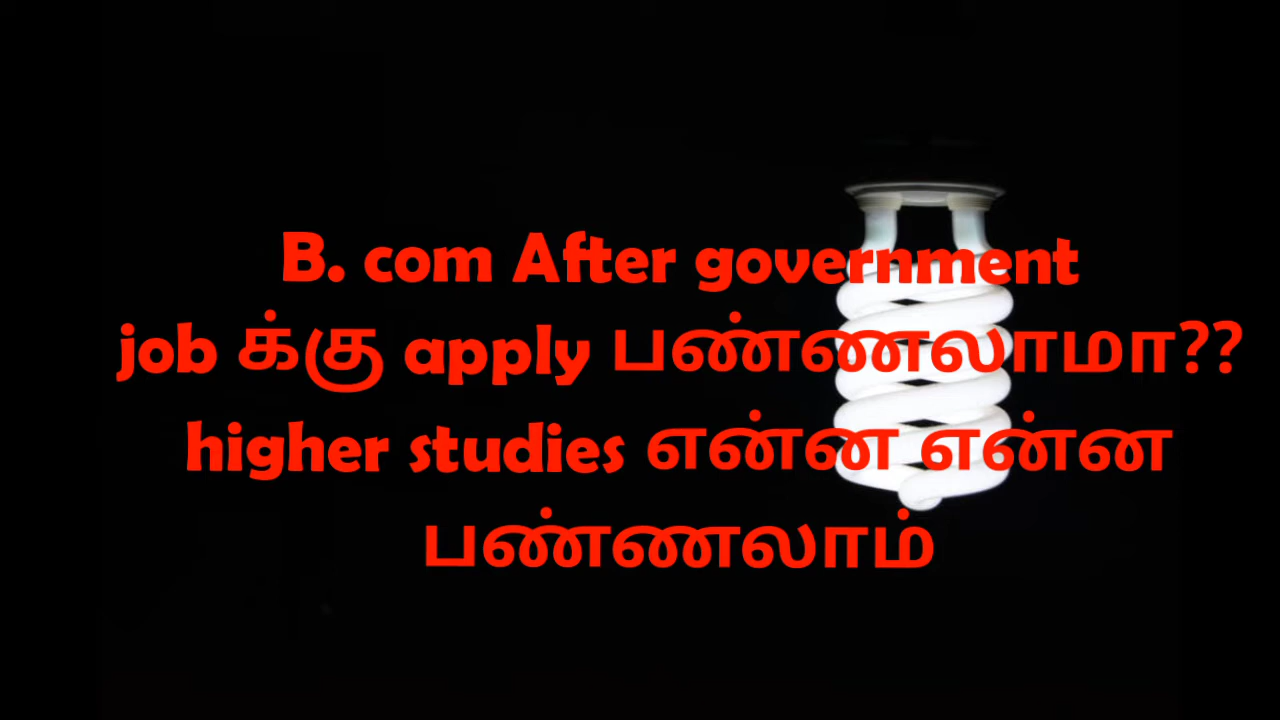 B. com After government
job க்கு apply பண்ணலாமா??
higher studies என்ன என்ன
பண்ணலாம்